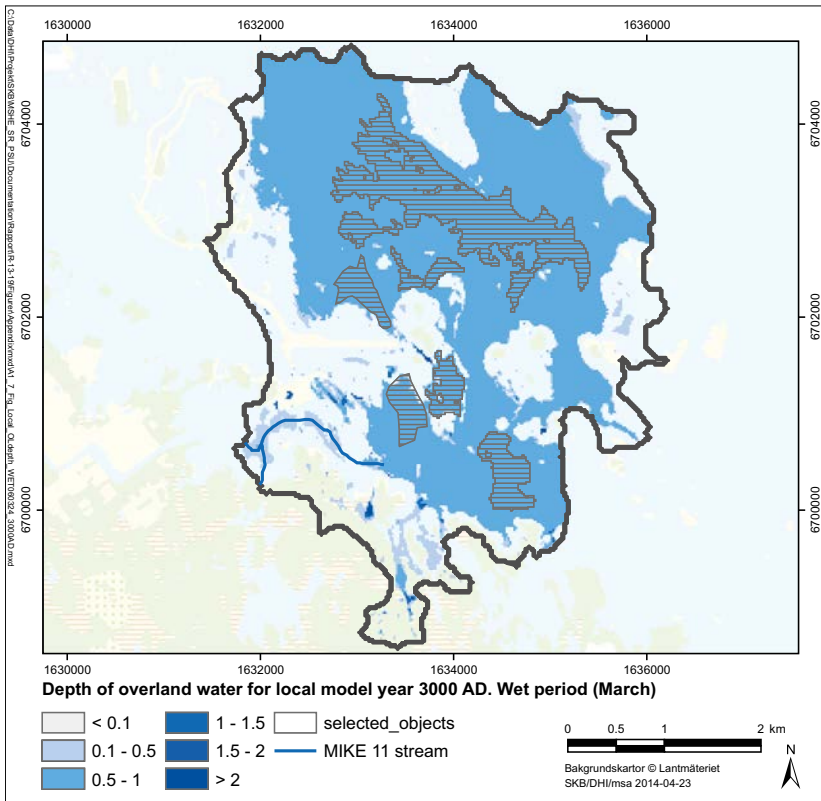 1630000 1632000 1634000 1636000
6704000 6704000
6702000 6702000
6700000 6700000
1630000 1632000 1634000 1636000
Depth of overland water for local model year 3000 AD. Wet period (March)
< 0.1 1 - 1.5 selected_objects
0.1 - 0.5 1.5 - 2 MIKE 11 stream
0.5 - 1 > 2
0 0.5 1 2 km
Bakgrundskartor © Lantmäteriet
SKB/DHI/msa 2014-04-23
N